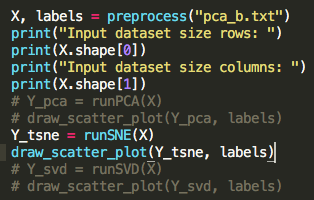 X, labels = preprocess("pca_b.txt")
print("Input dataset size rows: ")
print(X.shape[0])
print("Input dataset size columns: ")
print(X.shape[1])
# Y_pca = runPCA(X)
# draw_scatter_plot(Y_pca, labels)
Y_tsne = runSNE(X)
draw_scatter_plot(Y_tsne, labels)
# Y_svd = runSVD(X)
# draw_scatter_plot(Y_svd, labels)